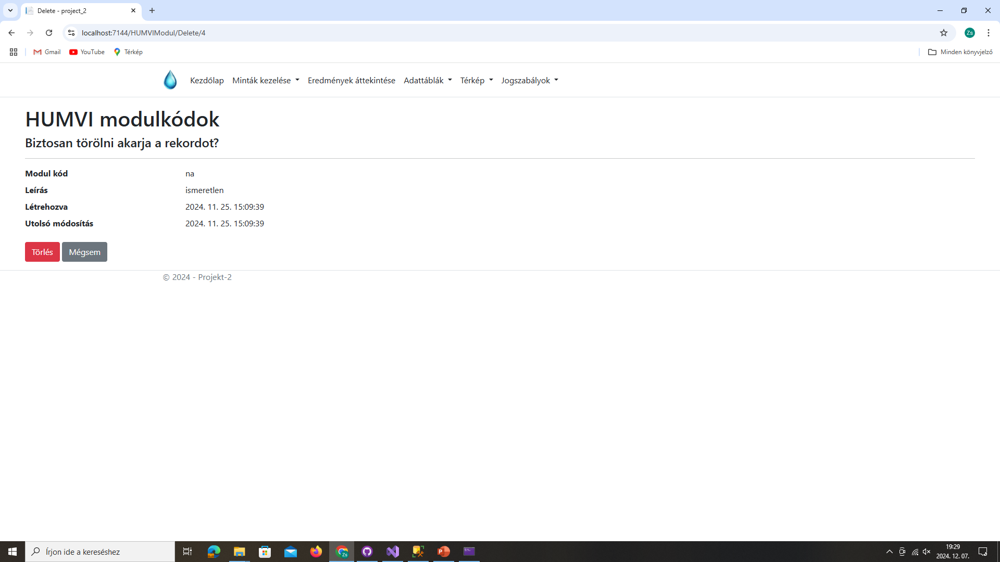 Delete - project_2
localhost:7144/HUMVIModul/Delete/4
Zs
Gmail YouTube Térkép Minden könyvjelző
Kezdőlap Minták kezelése Eredmények áttekintése Adattáblák Térkép Jogszabályok
HUMVI modulkódok
Biztosan törölni akarja a rekordot?
Modul kód na
Leírás ismeretlen
Létrehozva 2024. 11. 25. 15:09:39
Utolsó módosítás 2024. 11. 25. 15:09:39
Törlés Mégsem
© 2024 - Projekt-2
Írjon ide a kereséshez
Zs
19:29
2024. 12. 07.